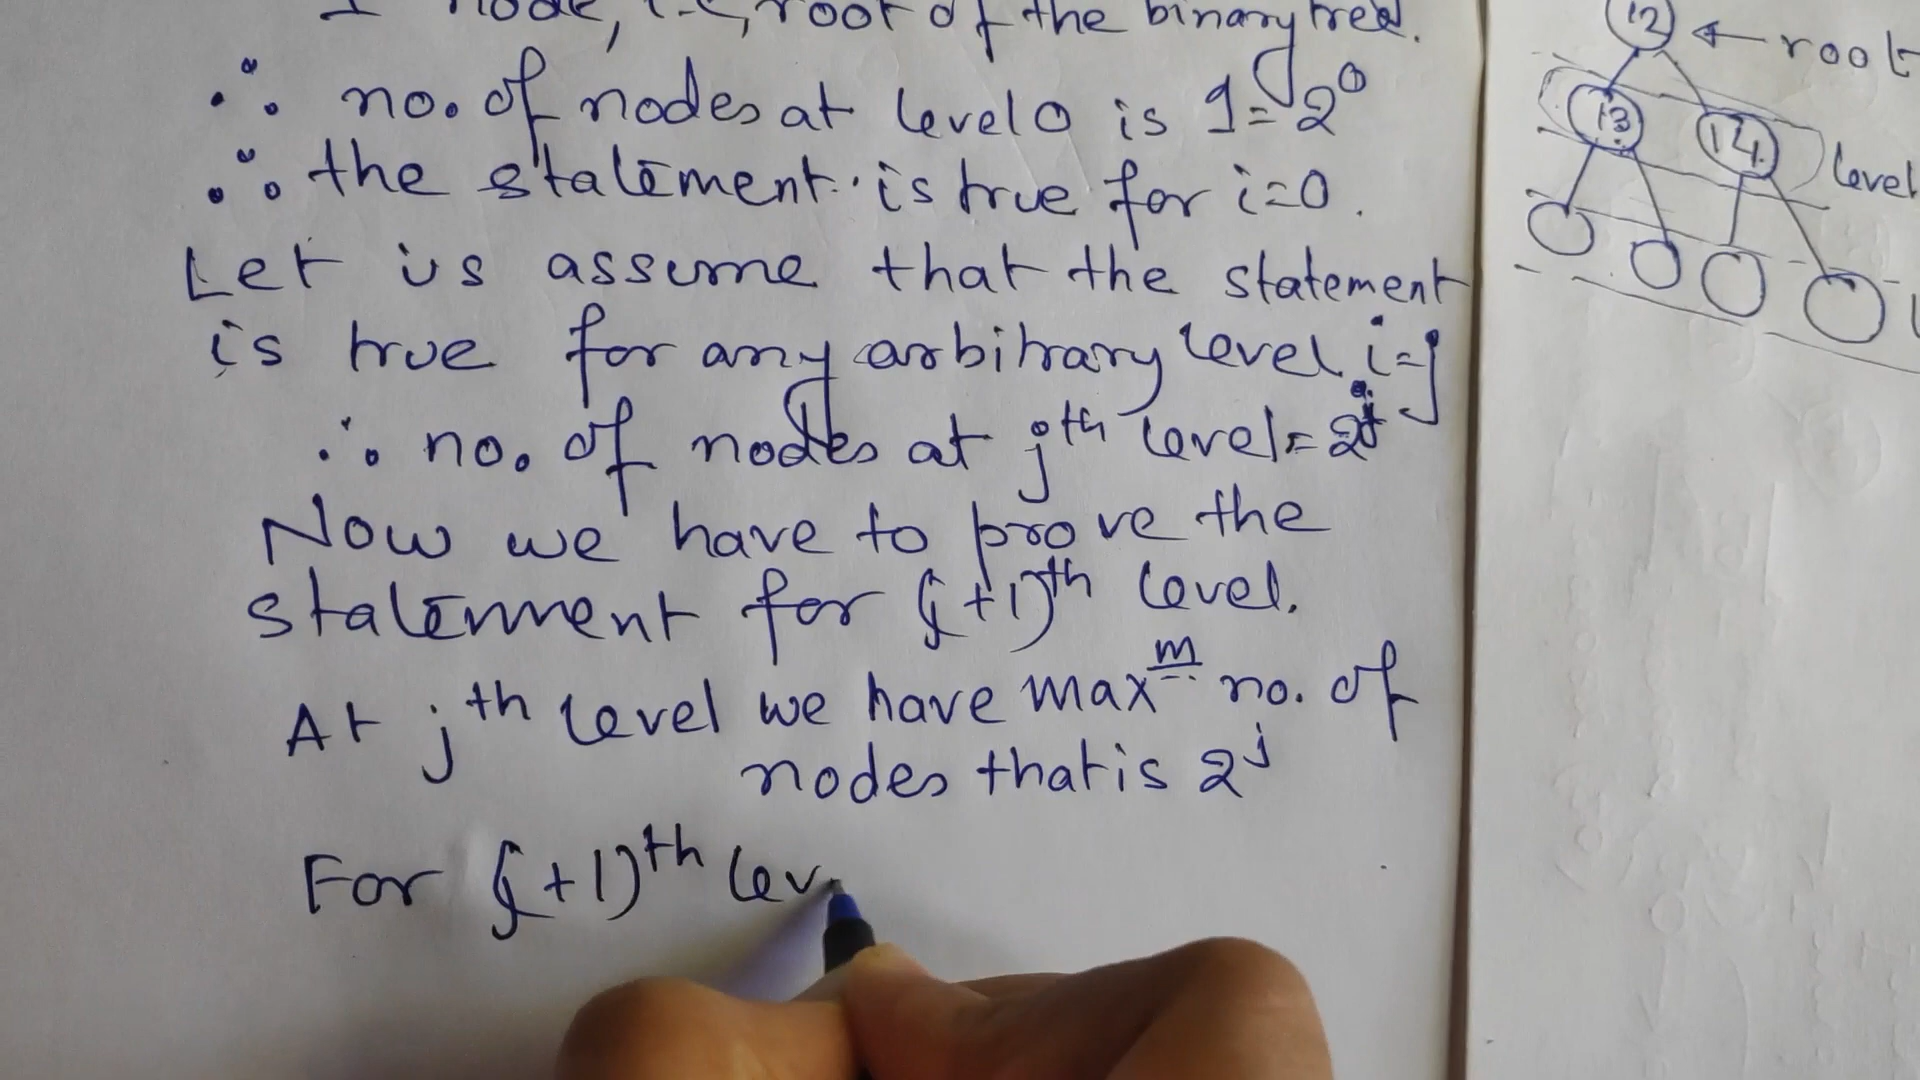 1 node, i.e, root of the binary tree.
∴ no. of nodes at level 0 is 1 = 2⁰
∴ the statement is true for i=0.
Let us assume that the statement
is true for any arbitrary level i=j
∴ no. of nodes at jᵗʰ level = 2ʲ
Now we have to prove the
statement for (j+1)ᵗʰ level.
At jᵗʰ level we have maxᵐ no. of
nodes that is 2ʲ
For (j+1)ᵗʰ lev
12 ← root
13 14 level